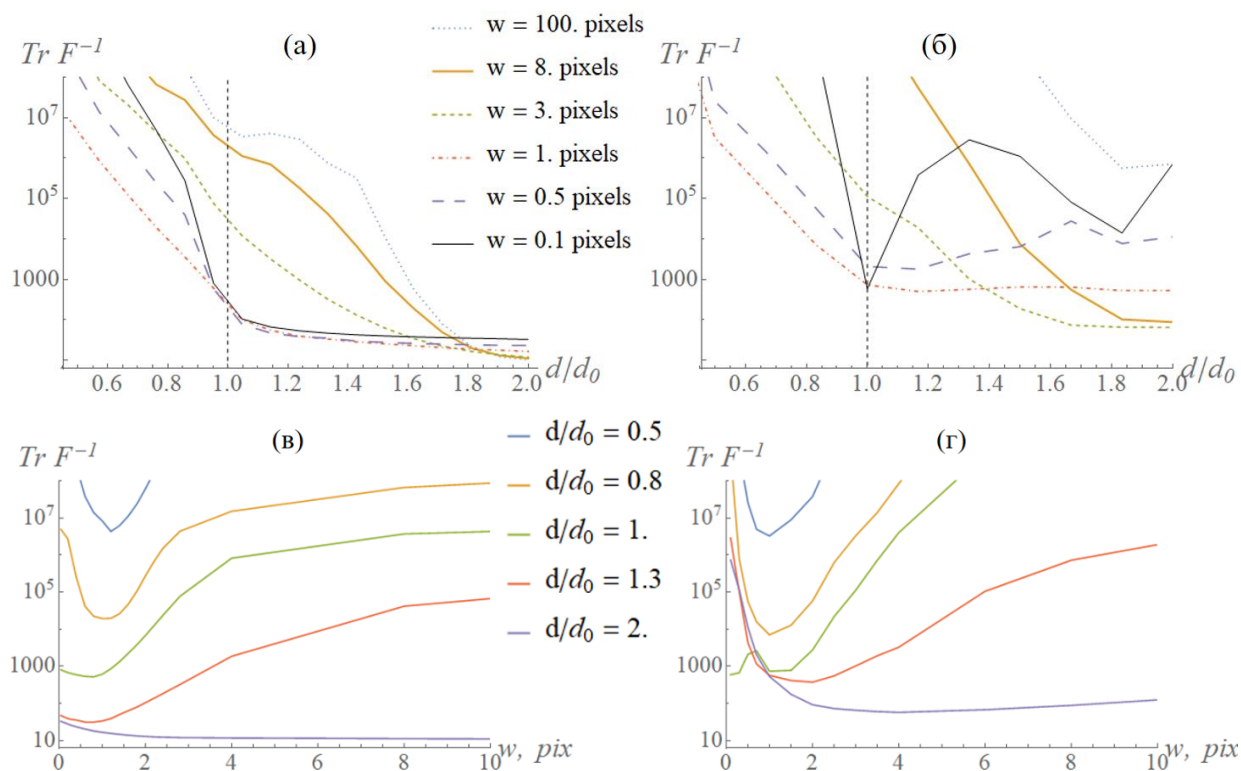 (а)
Tr F⁻¹
10⁷
10⁵
1000
0.6 0.8 1.0 1.2 1.4 1.6 1.8 2.0
d/d₀
w = 100. pixels
w = 8. pixels
w = 3. pixels
w = 1. pixels
w = 0.5 pixels
w = 0.1 pixels
(б)
Tr F⁻¹
10⁷
10⁵
1000
0.6 0.8 1.0 1.2 1.4 1.6 1.8 2.0
d/d₀
(в)
Tr F⁻¹
10⁷
10⁵
1000
10
0 2 4 6 8 10
w, pix
d/d₀ = 0.5
d/d₀ = 0.8
d/d₀ = 1.
d/d₀ = 1.3
d/d₀ = 2.
(г)
Tr F⁻¹
10⁷
10⁵
1000
10
0 2 4 6 8 10
w, pix